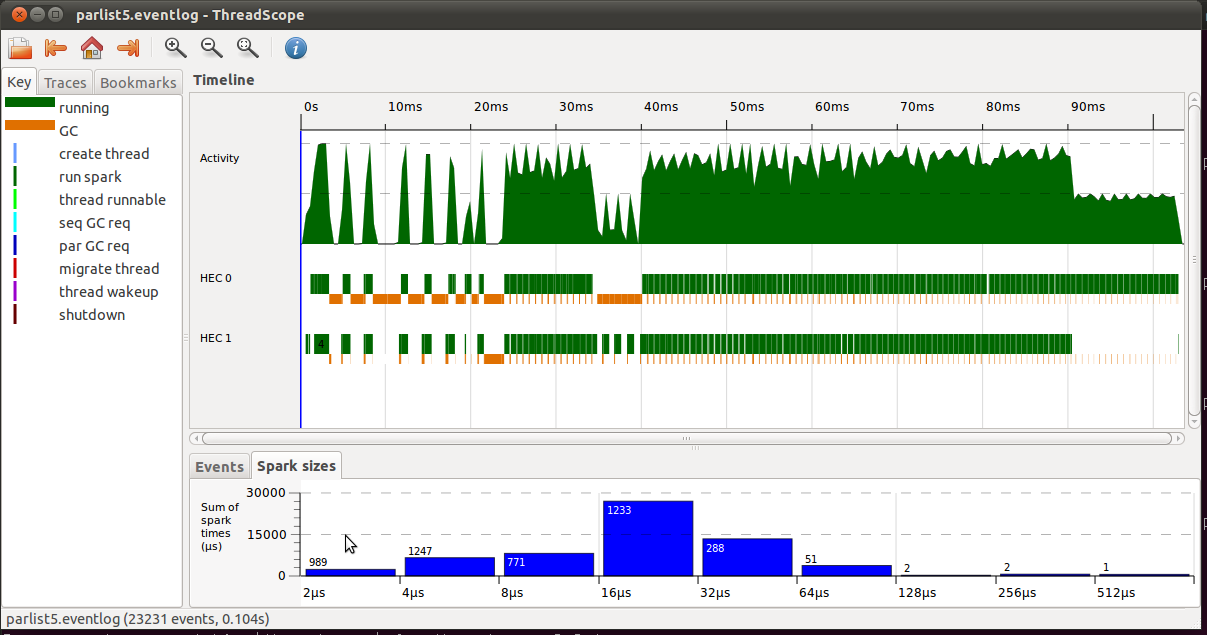 parlist5.eventlog - ThreadScope
Key Traces Bookmarks
running
GC
create thread
run spark
thread runnable
seq GC req
par GC req
migrate thread
thread wakeup
shutdown
Timeline
0s 10ms 20ms 30ms 40ms 50ms 60ms 70ms 80ms 90ms
Activity
HEC 0
HEC 1
4
Events Spark sizes
Sum of
spark
times
(µs)
30000
15000
0
989 1247 771 1233 288 51 2 2 1
2µs 4µs 8µs 16µs 32µs 64µs 128µs 256µs 512µs
parlist5.eventlog (23231 events, 0.104s)